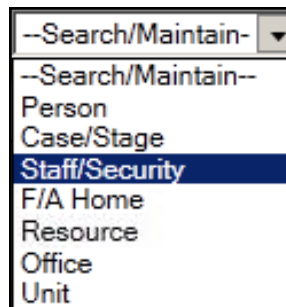 --Search/Maintain-
--Search/Maintain--
Person
Case/Stage
Staff/Security
F/A Home
Resource
Office
Unit